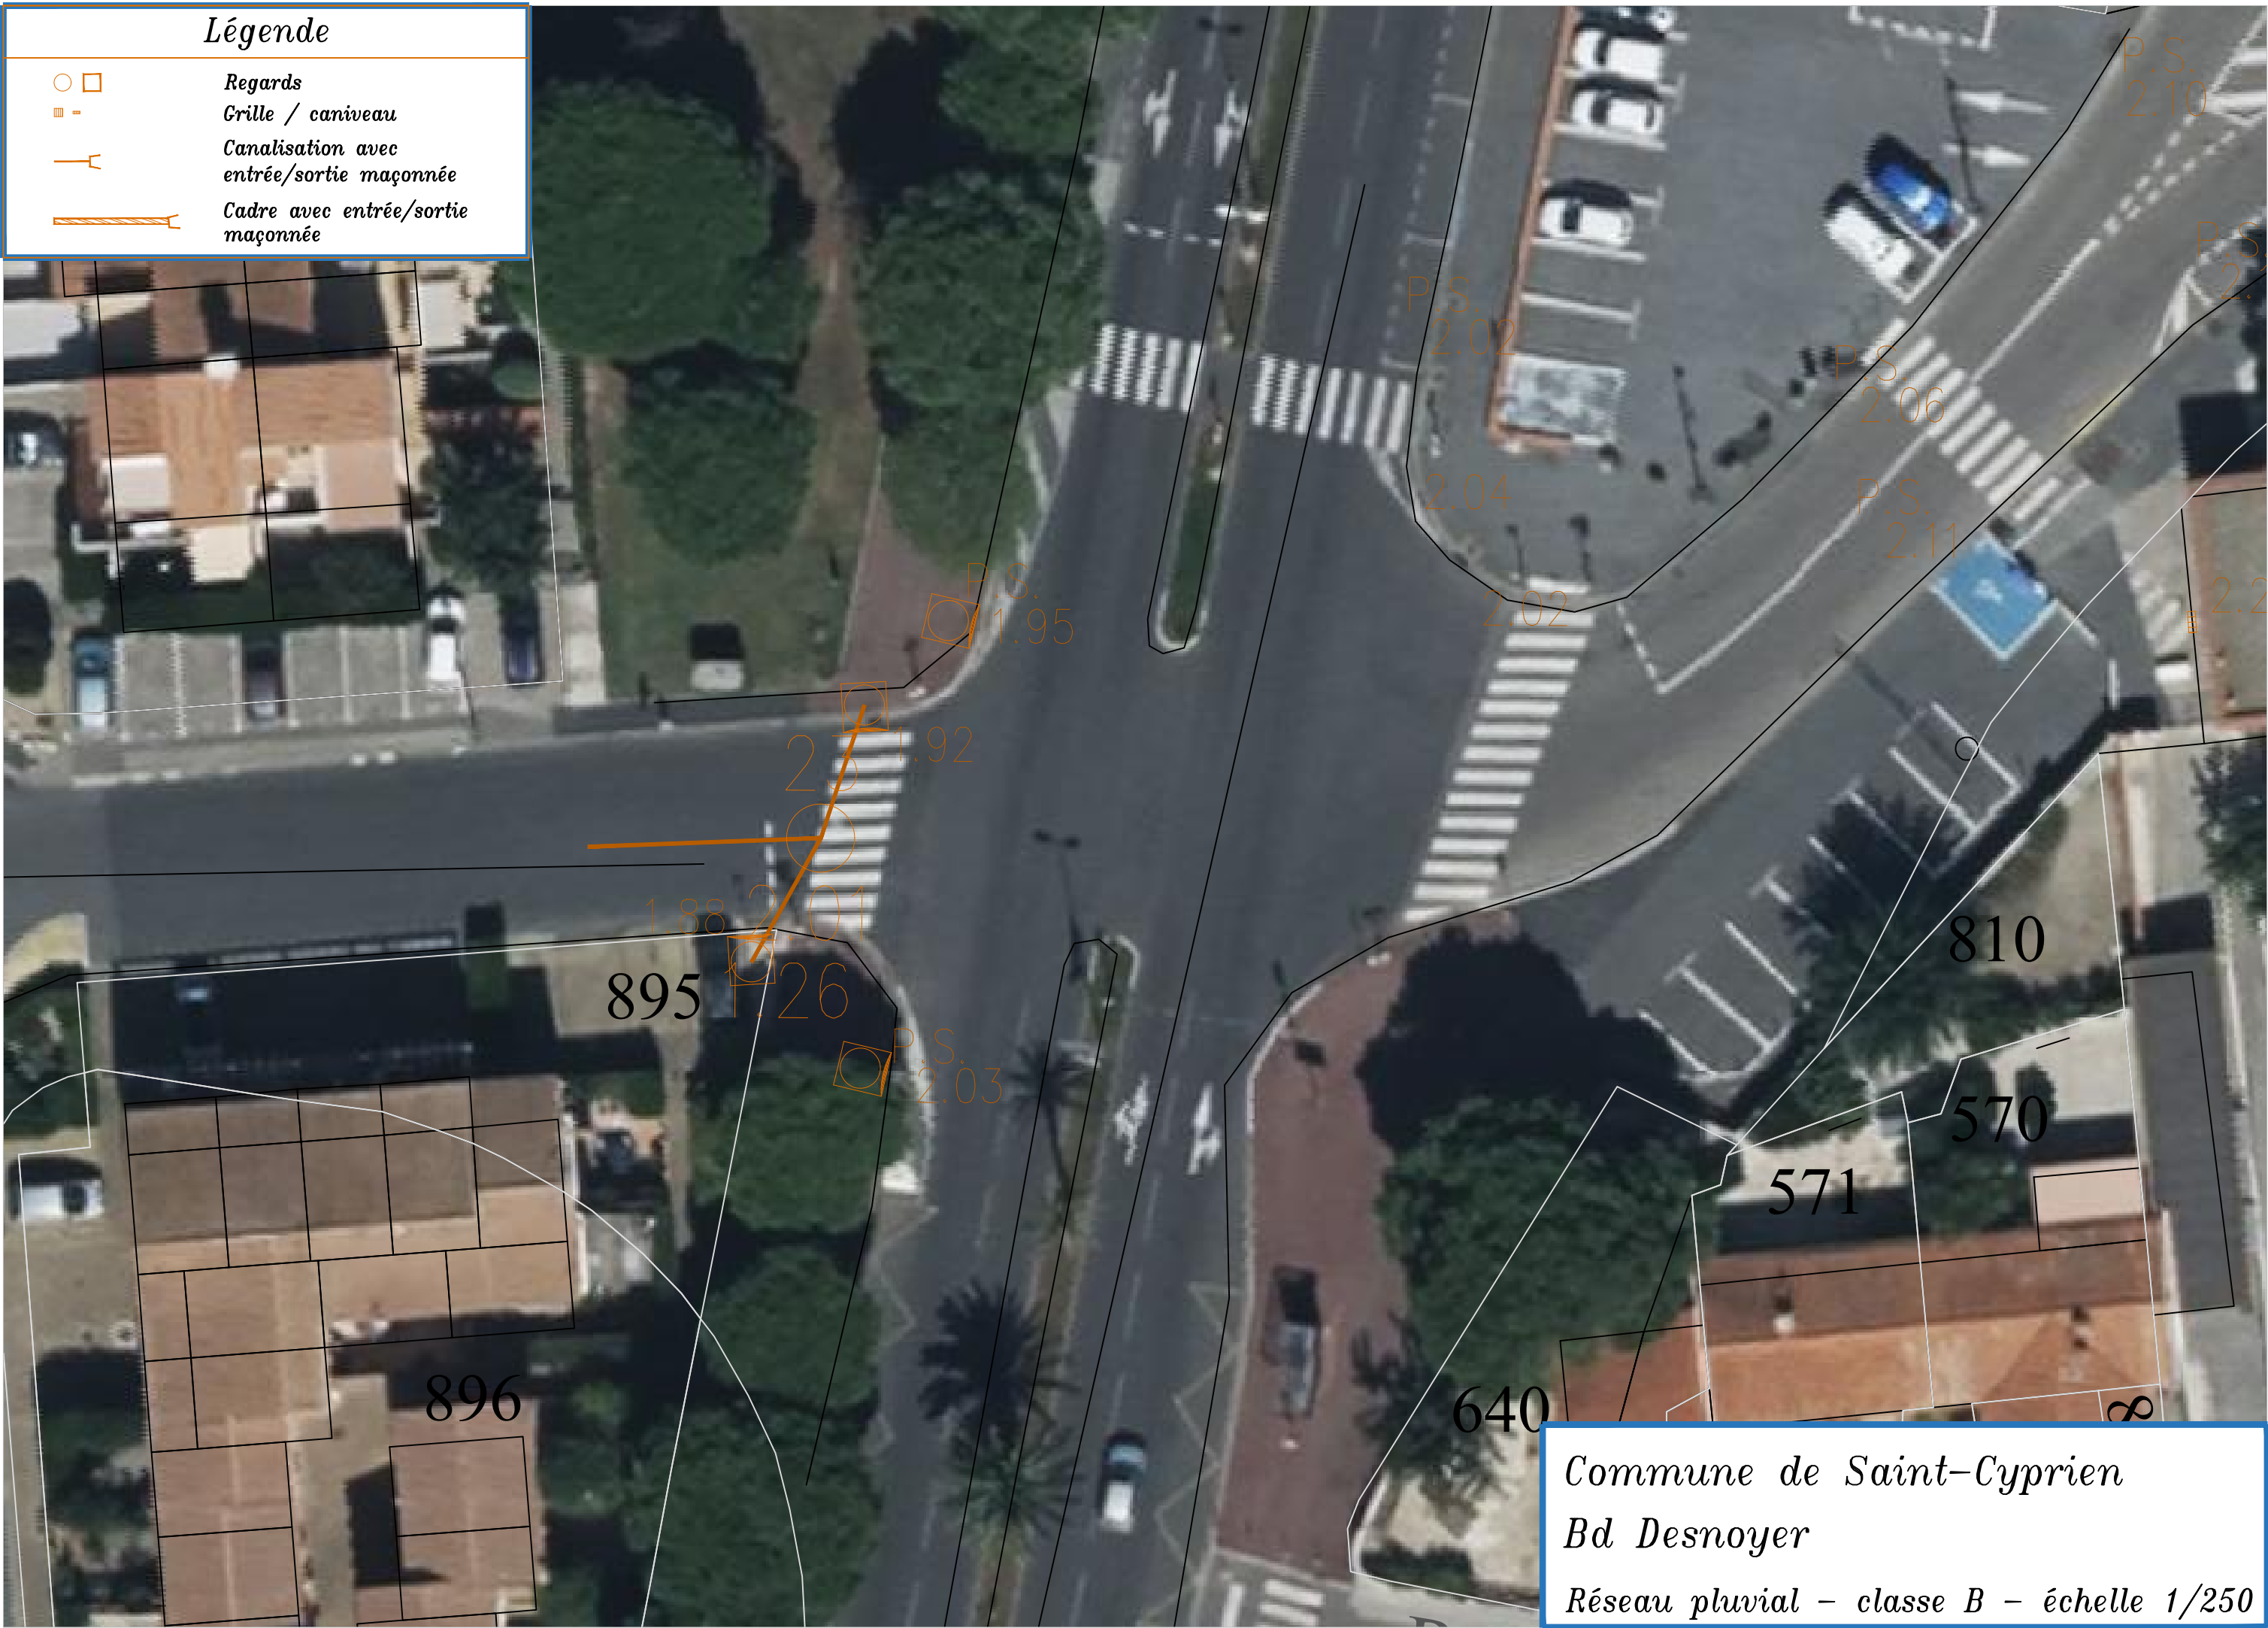 Légende
Regards
Grille / caniveau
Canalisation avec
entrée/sortie maçonnée
Cadre avec entrée/sortie
maçonnée
P.S.
2.10
P.S.
P.S.
2.02
P.S.
2.06
2.04
P.S.
2.11
P.S.
1.95
2.02
1.92
1.88
2.01
1.26
895
P.S.
2.03
810
570
571
896
640
8
Commune de Saint-Cyprien
Bd Desnoyer
Réseau pluvial - classe B - échelle 1/250